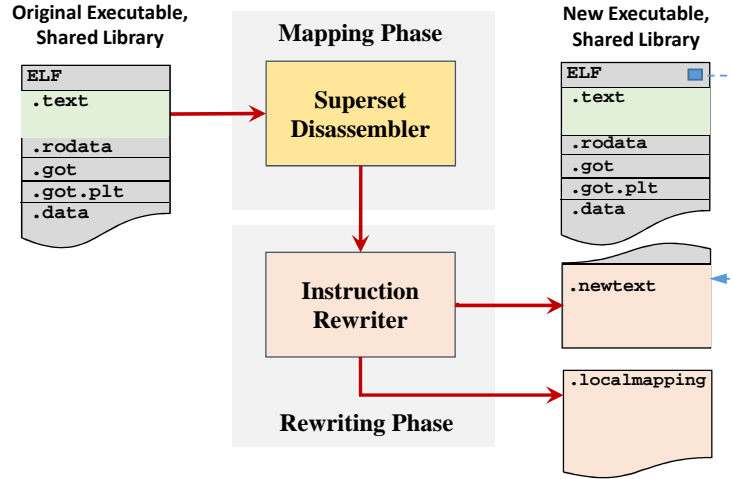 Original Executable,
Shared Library
ELF
.text
.rodata
.got
.got.plt
.data
Mapping Phase
Superset
Disassembler
Instruction
Rewriter
Rewriting Phase
New Executable,
Shared Library
ELF
.text
.rodata
.got
.got.plt
.data
.newtext
.localmapping